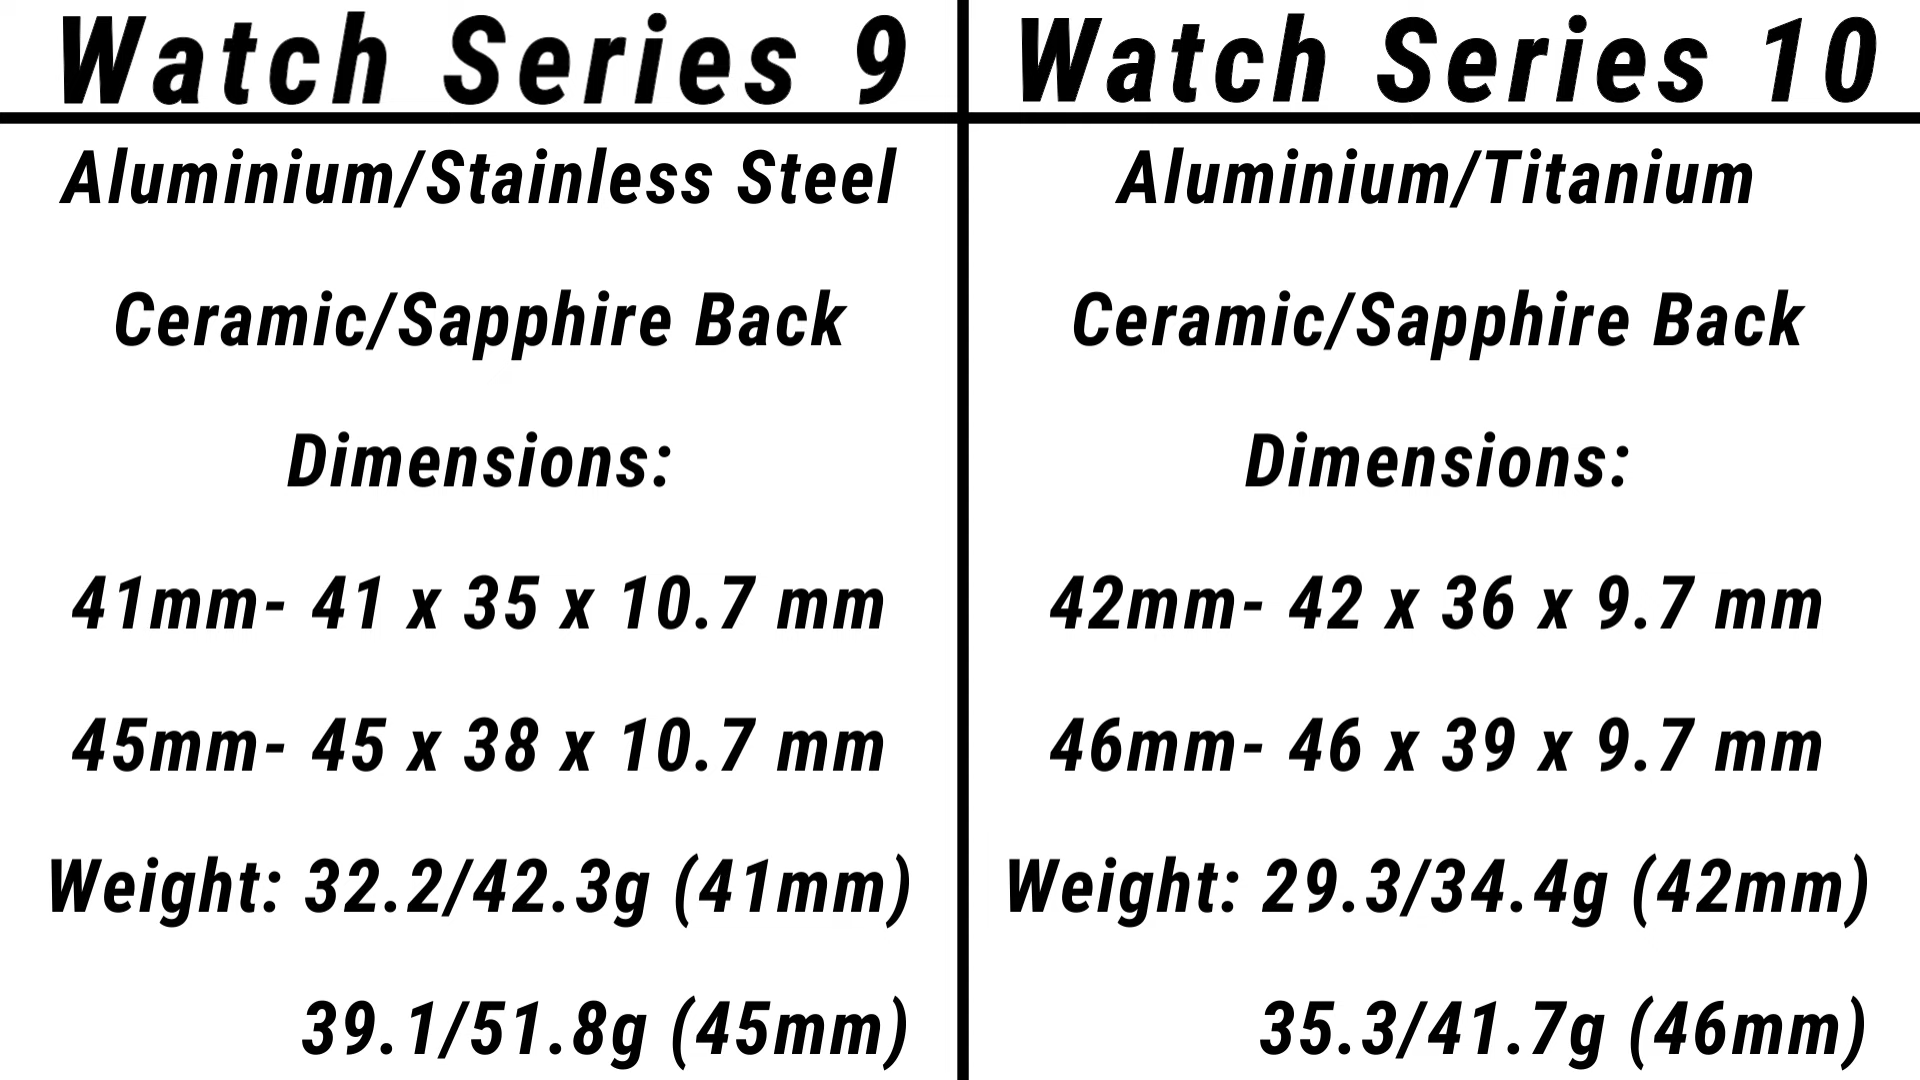 Watch Series 9
Aluminium/Stainless Steel
Ceramic/Sapphire Back
Dimensions:
41mm- 41 x 35 x 10.7 mm
45mm- 45 x 38 x 10.7 mm
Weight: 32.2/42.3g (41mm)
39.1/51.8g (45mm)
Watch Series 10
Aluminium/Titanium
Ceramic/Sapphire Back
Dimensions:
42mm- 42 x 36 x 9.7 mm
46mm- 46 x 39 x 9.7 mm
Weight: 29.3/34.4g (42mm)
35.3/41.7g (46mm)